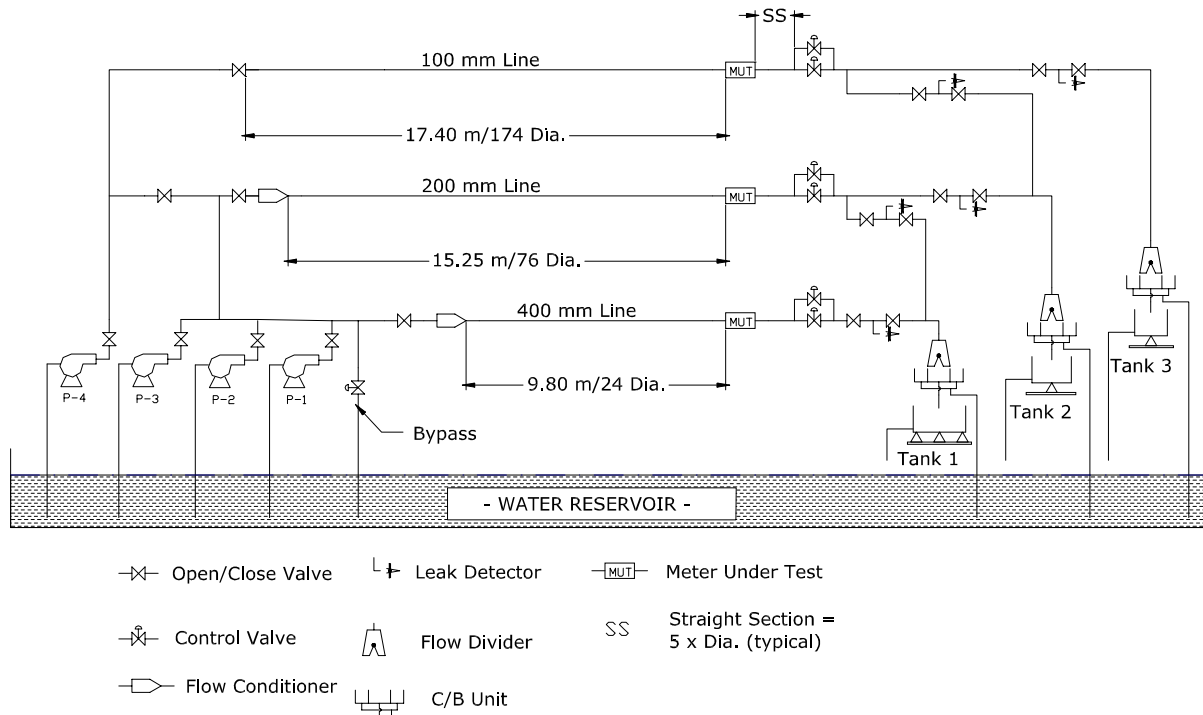 SS
100 mm Line
MUT
17.40 m/174 Dia.
200 mm Line
MUT
15.25 m/76 Dia.
400 mm Line
MUT
9.80 m/24 Dia.
P-4
P-3
P-2
P-1
Bypass
Tank 1
Tank 2
Tank 3
- WATER RESERVOIR -
Open/Close Valve
Leak Detector
MUT
Meter Under Test
Control Valve
Flow Divider
SS
Straight Section =
5 x Dia. (typical)
Flow Conditioner
C/B Unit